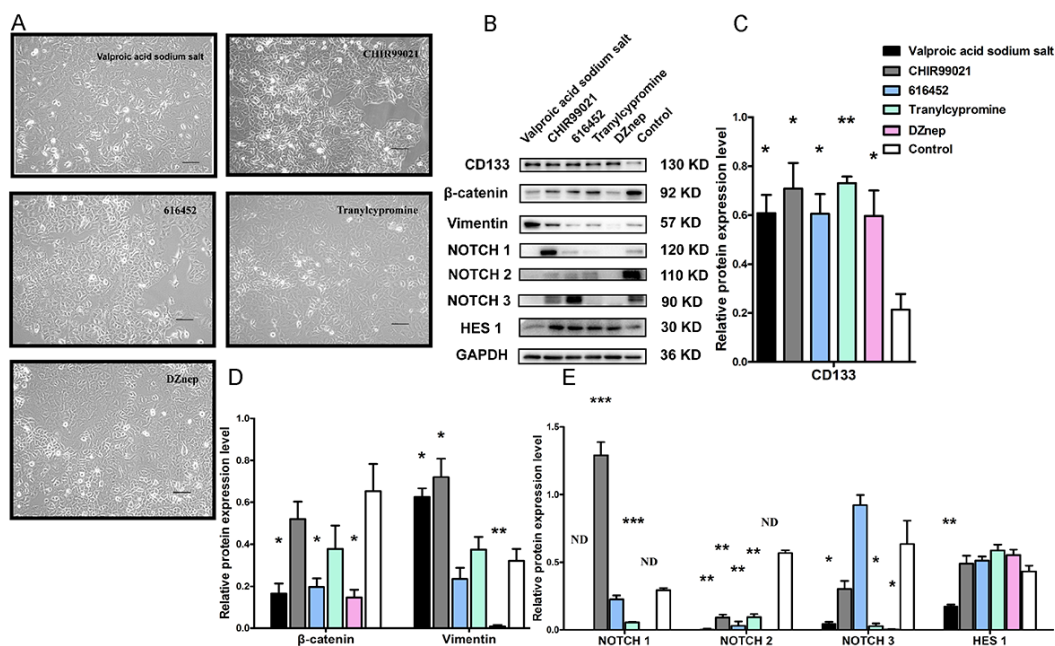 A
Valproic acid sodium salt
CHIR99021
616452
Tranylcypromine
DZnep
B
Valproic acid sodium salt
CHIR99021
616452
Tranylcypromine
DZnep
Control
CD133 130 KD
β-catenin 92 KD
Vimentin 57 KD
NOTCH 1 120 KD
NOTCH 2 110 KD
NOTCH 3 90 KD
HES 1 30 KD
GAPDH 36 KD
C
Valproic acid sodium salt
CHIR99021
616452
Tranylcypromine
DZnep
Control
Relative protein expression level
1.0
0.8
0.6
0.4
0.2
0.0
* * * ** *
CD133
D
Relative protein expression level
1.0
0.8
0.6
0.4
0.2
0.0
* * * * * **
β-catenin Vimentin
E
Relative protein expression level
1.5
1.0
0.5
0.0
ND *** *** ND
** ** ** ** ND
* * *
**
NOTCH 1 NOTCH 2 NOTCH 3 HES 1